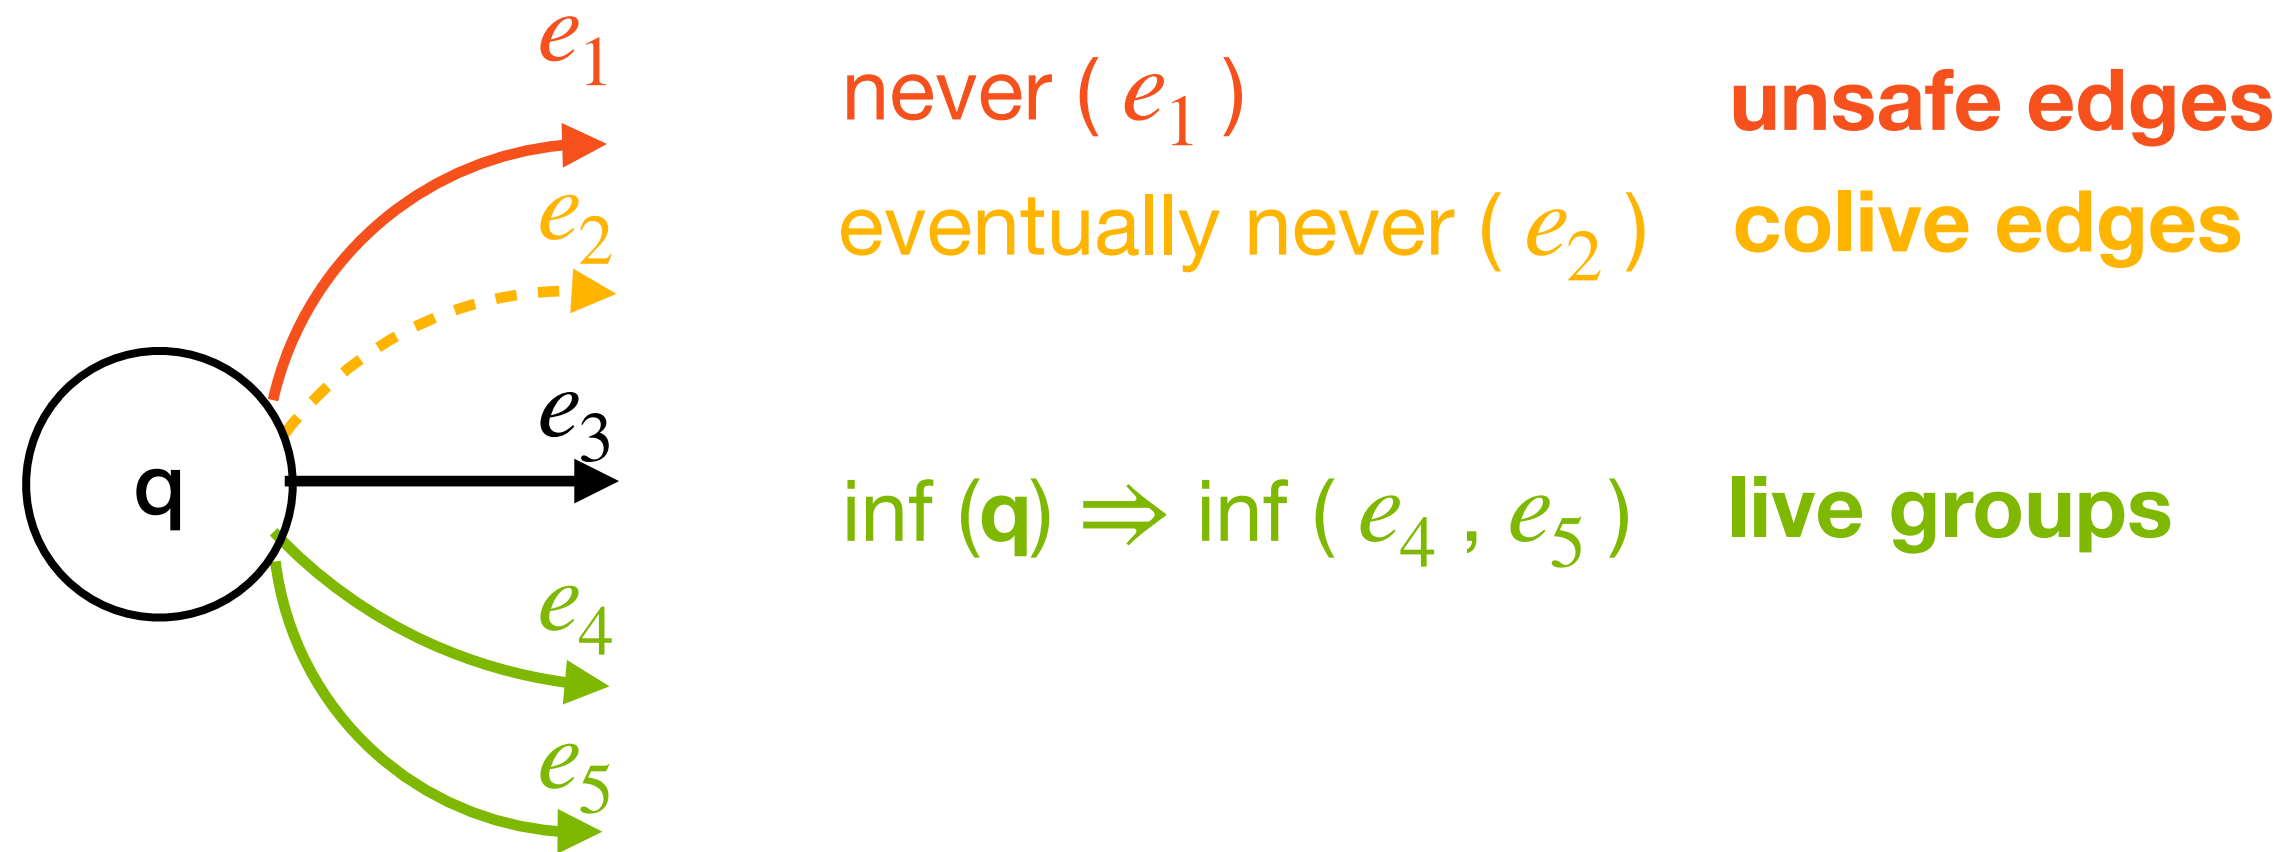 e₁
never ( e₁ ) unsafe edges
e₂
eventually never ( e₂ ) colive edges
e₃
q
inf (q) ⇒ inf ( e₄ , e₅ ) live groups
e₄
e₅